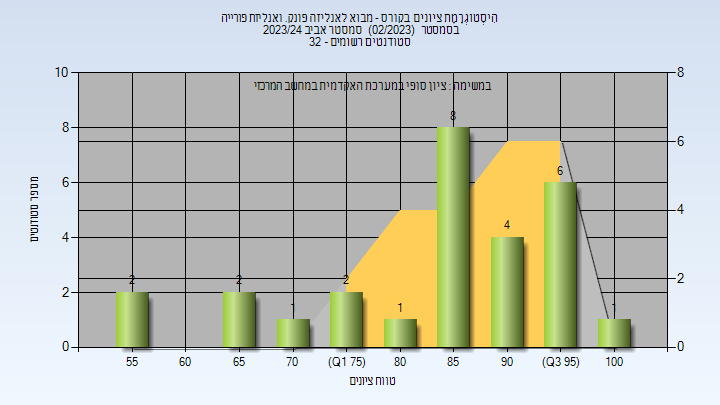 היסטוגרמת ציונים בקורס - מבוא לאנליזה פונק. ואנליזת פורייה
בסמסטר (02/2023) סמסטר אביב 2023/24
סטודנטים רשומים - 32
במשימה: ציון סופי במערכת האקדמית במחשב המרכזי
מספר סטודנטים
10 8 6 4 2 0
8 6 4 2 0
2 2 1 2 1 8 4 6 1
55 60 65 70 (Q1 75) 80 85 90 (Q3 95) 100
טווח ציונים